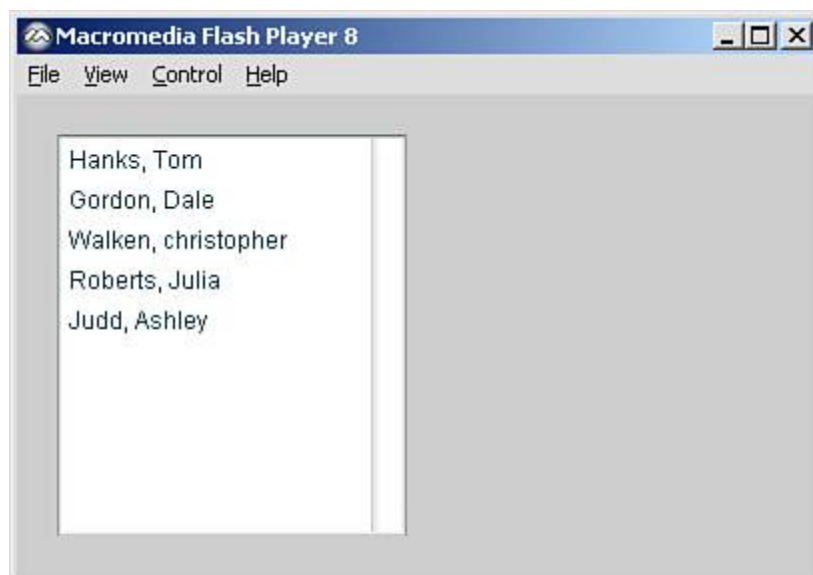 Macromedia Flash Player 8
File View Control Help
Hanks, Tom
Gordon, Dale
Walken, christopher
Roberts, Julia
Judd, Ashley